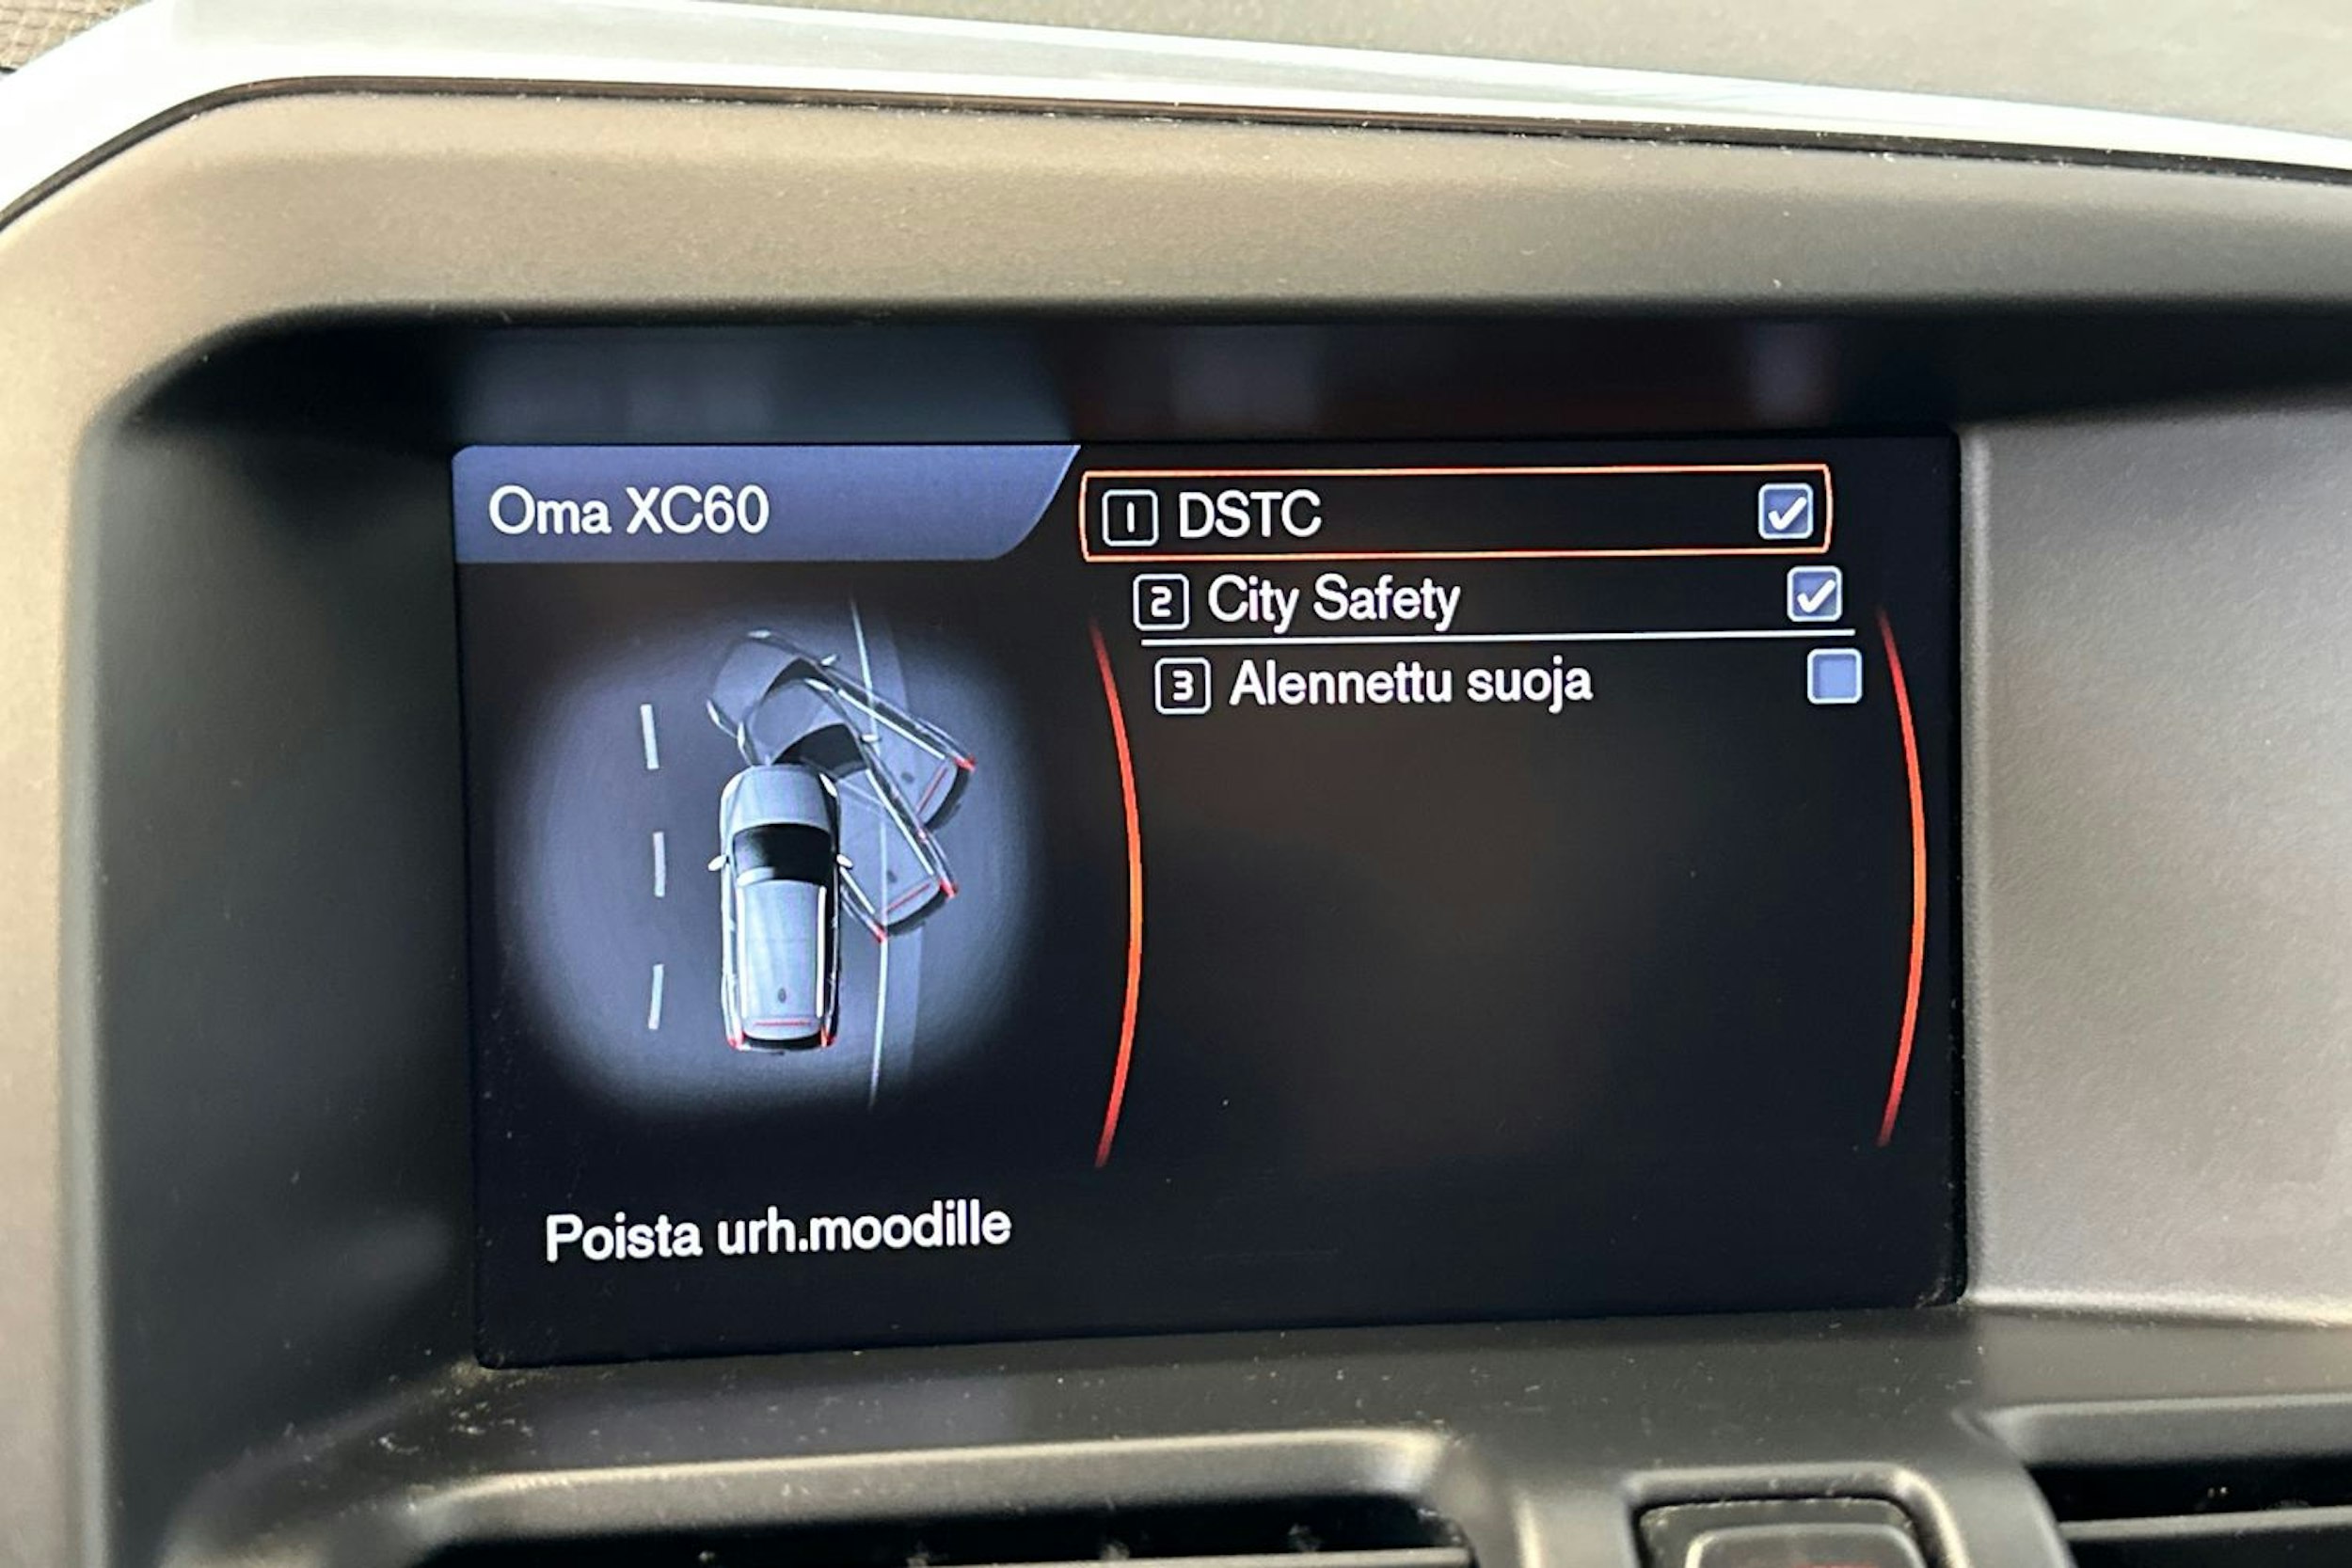 Oma XC60
1 DSTC
2 City Safety
3 Alennettu suoja
Poista urh.moodille